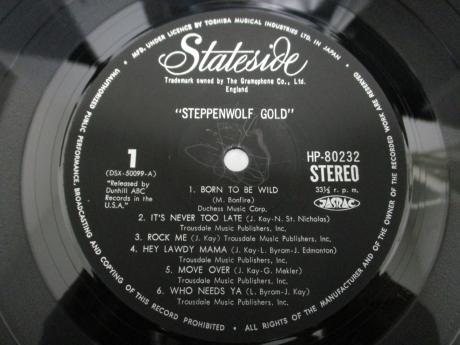 MFD. UNDER LICENCE BY TOSHIBA MUSICAL INDUSTRIES LTD. IN JAPAN •
ALL RIGHTS OF THE MANUFACTURER AND OF THE OWNER OF THE RECORDED WORK ARE RESERVED
UNAUTHORIZED PUBLIC PERFORMANCE, BROADCASTING AND COPYING OF THIS RECORD PROHIBITED •
Stateside
Trademark owned by The Gramophone Co., Ltd.
England
"STEPPENWOLF GOLD"
1
(DSX-50099-A)
"Released by
Dunhill ABC
Records in the
U.S.A."
HP-80232
STEREO
33⅓ r. p. m.
JASRAC
1. BORN TO BE WILD
(M. Bonfire)
Duchess Music Corp.
2. IT'S NEVER TOO LATE (J. Kay-N. St. Nicholas)
Trousdale Music Publishers, Inc.
3. ROCK ME (J. Kay) Trousdale Music Publishers, Inc.
4. HEY LAWDY MAMA (J. Kay-L. Byrom-J. Edmonton)
Trousdale Music Publishers, Inc.
5. MOVE OVER (J. Kay-G. Mekler)
Trousdale Music Publishers, Inc.
6. WHO NEEDS YA (L. Byrom-J. Kay)
Trousdale Music Publishers, Inc.